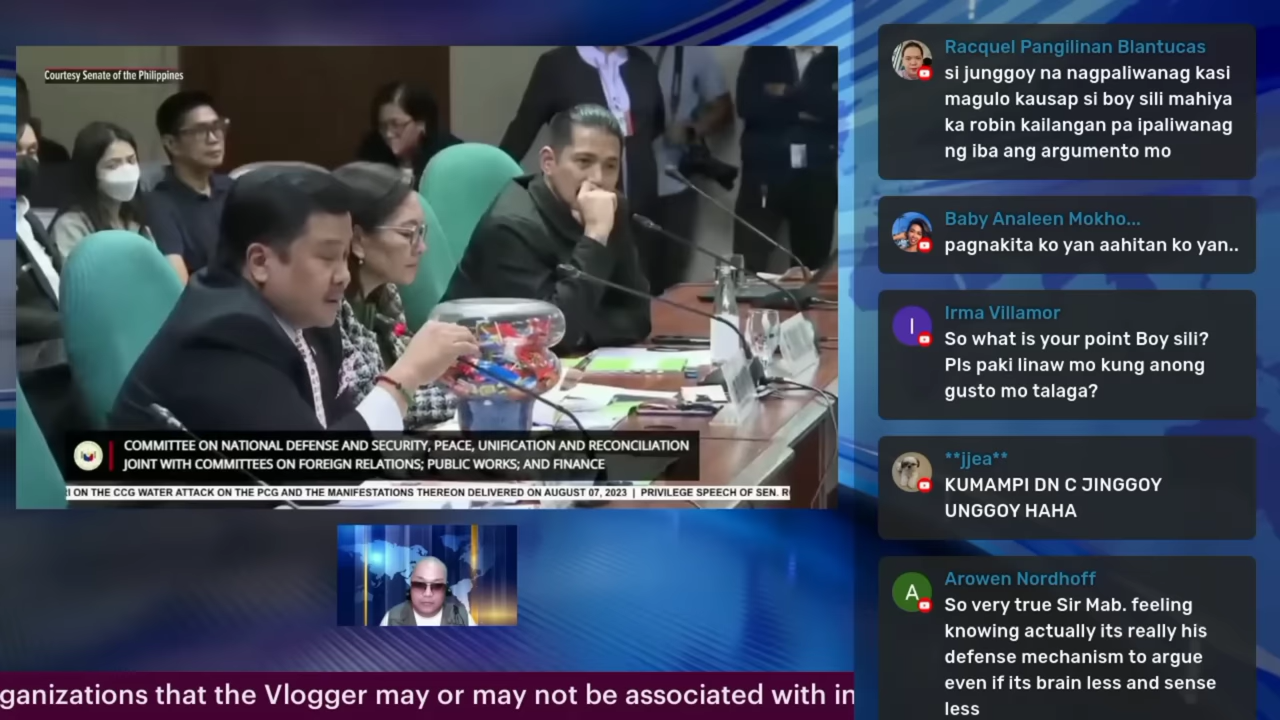 Courtesy Senate of the Philippines
COMMITTEE ON NATIONAL DEFENSE AND SECURITY, PEACE, UNIFICATION AND RECONCILIATION
JOINT WITH COMMITTEES ON FOREIGN RELATIONS; PUBLIC WORKS; AND FINANCE
ON THE CCG WATER ATTACK ON THE PCG AND THE MANIFESTATIONS THEREON DELIVERED ON AUGUST 07, 2023 | PRIVILEGE SPEECH OF SEN.
ganizations that the Vlogger may or may not be associated with in
Racquel Pangilinan Blantucas
si junggoy na nagpaliwanag kasi
magulo kausap si boy sili mahiya
ka robin kailangan pa ipaliwanag
ng iba ang argumento mo
Baby Analeen Mokho...
pagnakita ko yan aahitan ko yan..
I
Irma Villamor
So what is your point Boy sili?
Pls paki linaw mo kung anong
gusto mo talaga?
**jjea**
KUMAMPI DN C JINGGOY
UNGGOY HAHA
A
Arowen Nordhoff
So very true Sir Mab. feeling
knowing actually its really his
defense mechanism to argue
even if its brain less and sense
less